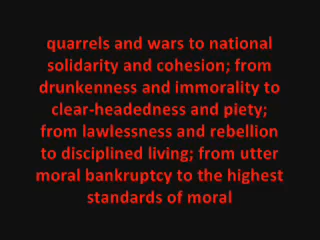 quarrels and wars to national
solidarity and cohesion; from
drunkenness and immorality to
clear-headedness and piety;
from lawlessness and rebellion
to disciplined living; from utter
moral bankruptcy to the highest
standards of moral